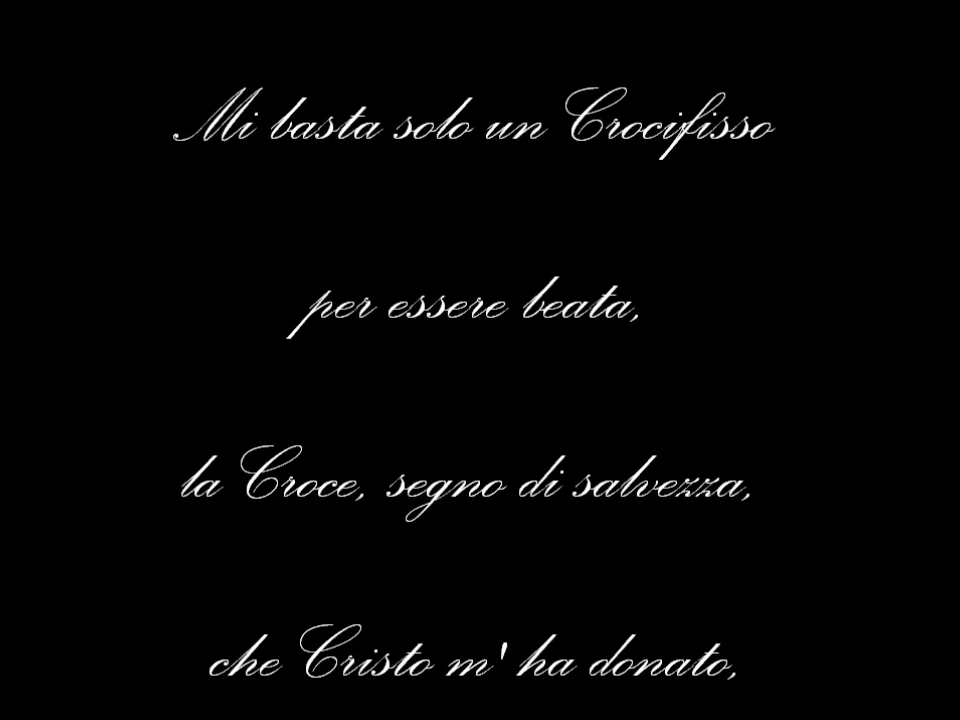 Mi basta solo un Crocifisso
per essere beata,
la Croce, segno di salvezza,
che Cristo m' ha donato,